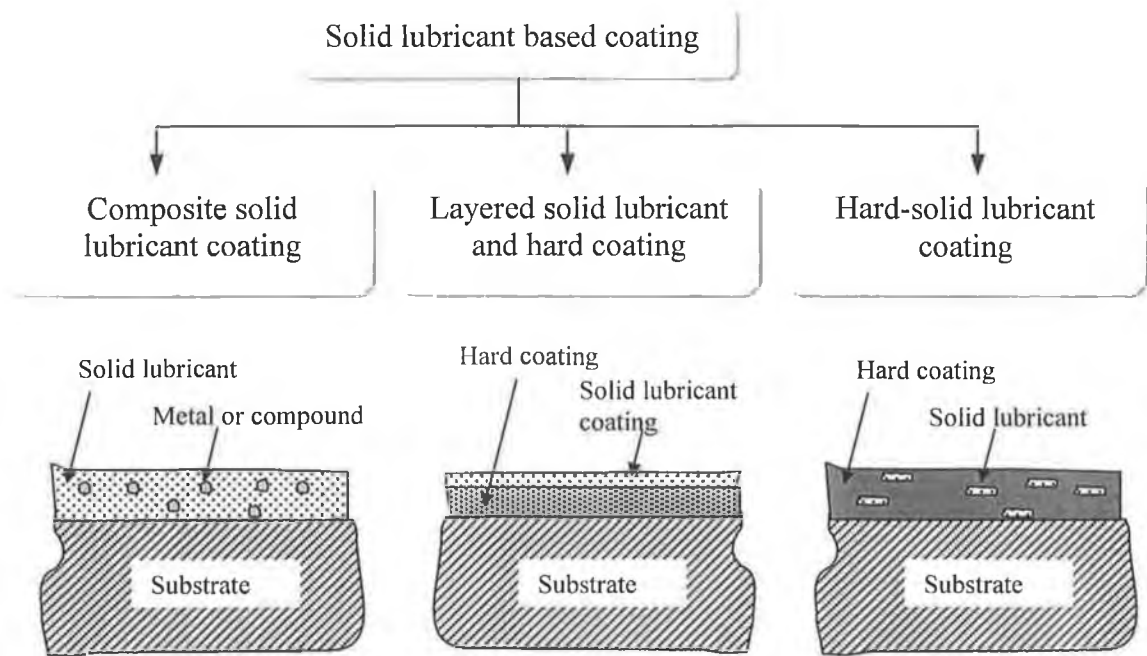 Solid lubricant based coating
Composite solid
lubricant coating
Layered solid lubricant
and hard coating
Hard-solid lubricant
coating
Solid lubricant
Metal or compound
Substrate
Hard coating
Solid lubricant
coating
Substrate
Hard coating
Solid lubricant
Substrate